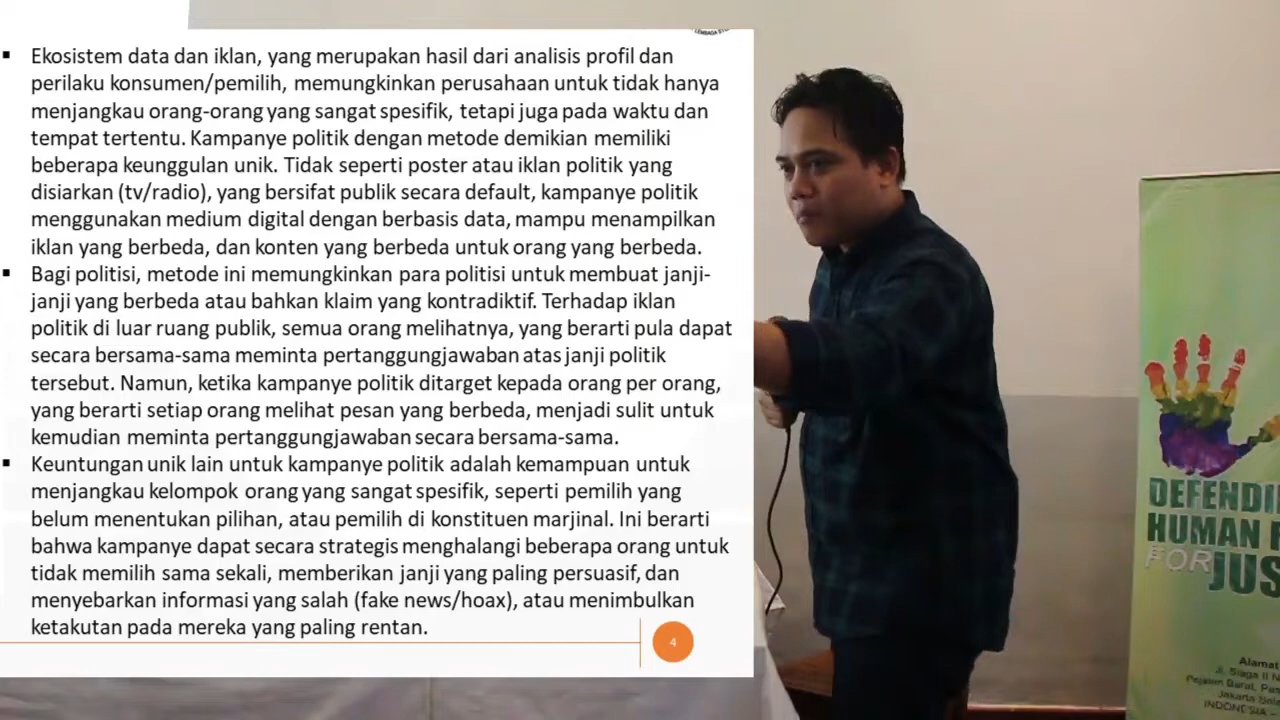 ▪ Ekosistem data dan iklan, yang merupakan hasil dari analisis profil dan
perilaku konsumen/pemilih, memungkinkan perusahaan untuk tidak hanya
menjangkau orang-orang yang sangat spesifik, tetapi juga pada waktu dan
tempat tertentu. Kampanye politik dengan metode demikian memiliki
beberapa keunggulan unik. Tidak seperti poster atau iklan politik yang
disiarkan (tv/radio), yang bersifat publik secara default, kampanye politik
menggunakan medium digital dengan berbasis data, mampu menampilkan
iklan yang berbeda, dan konten yang berbeda untuk orang yang berbeda.
▪ Bagi politisi, metode ini memungkinkan para politisi untuk membuat janji-
janji yang berbeda atau bahkan klaim yang kontradiktif. Terhadap iklan
politik di luar ruang publik, semua orang melihatnya, yang berarti pula dapat
secara bersama-sama meminta pertanggungjawaban atas janji politik
tersebut. Namun, ketika kampanye politik ditarget kepada orang per orang,
yang berarti setiap orang melihat pesan yang berbeda, menjadi sulit untuk
kemudian meminta pertanggungjawaban secara bersama-sama.
▪ Keuntungan unik lain untuk kampanye politik adalah kemampuan untuk
menjangkau kelompok orang yang sangat spesifik, seperti pemilih yang
belum menentukan pilihan, atau pemilih di konstituen marjinal. Ini berarti
bahwa kampanye dapat secara strategis menghalangi beberapa orang untuk
tidak memilih sama sekali, memberikan janji yang paling persuasif, dan
menyebarkan informasi yang salah (fake news/hoax), atau menimbulkan
ketakutan pada mereka yang paling rentan.
4
DEFENDI
HUMAN
FOR JUS
Alamat
Jl. Siaga II
Pejaten Barat, Pa
Jakarta Sel
INDONESIA -